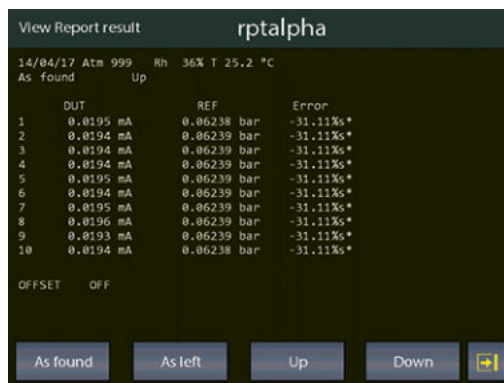 View Report result rptalpha
14/04/17 Atm 999 Rh 36% T 25.2 °C
As found Up
DUT REF Error
1 0.0195 mA 0.06238 bar -31.11%s*
2 0.0194 mA 0.06239 bar -31.11%s*
3 0.0194 mA 0.06239 bar -31.11%s*
4 0.0194 mA 0.06239 bar -31.11%s*
5 0.0195 mA 0.06238 bar -31.11%s*
6 0.0194 mA 0.06239 bar -31.11%s*
7 0.0195 mA 0.06239 bar -31.11%s*
8 0.0196 mA 0.06239 bar -31.11%s*
9 0.0193 mA 0.06239 bar -31.11%s*
10 0.0194 mA 0.06238 bar -31.11%s*
OFFSET OFF
As found As left Up Down